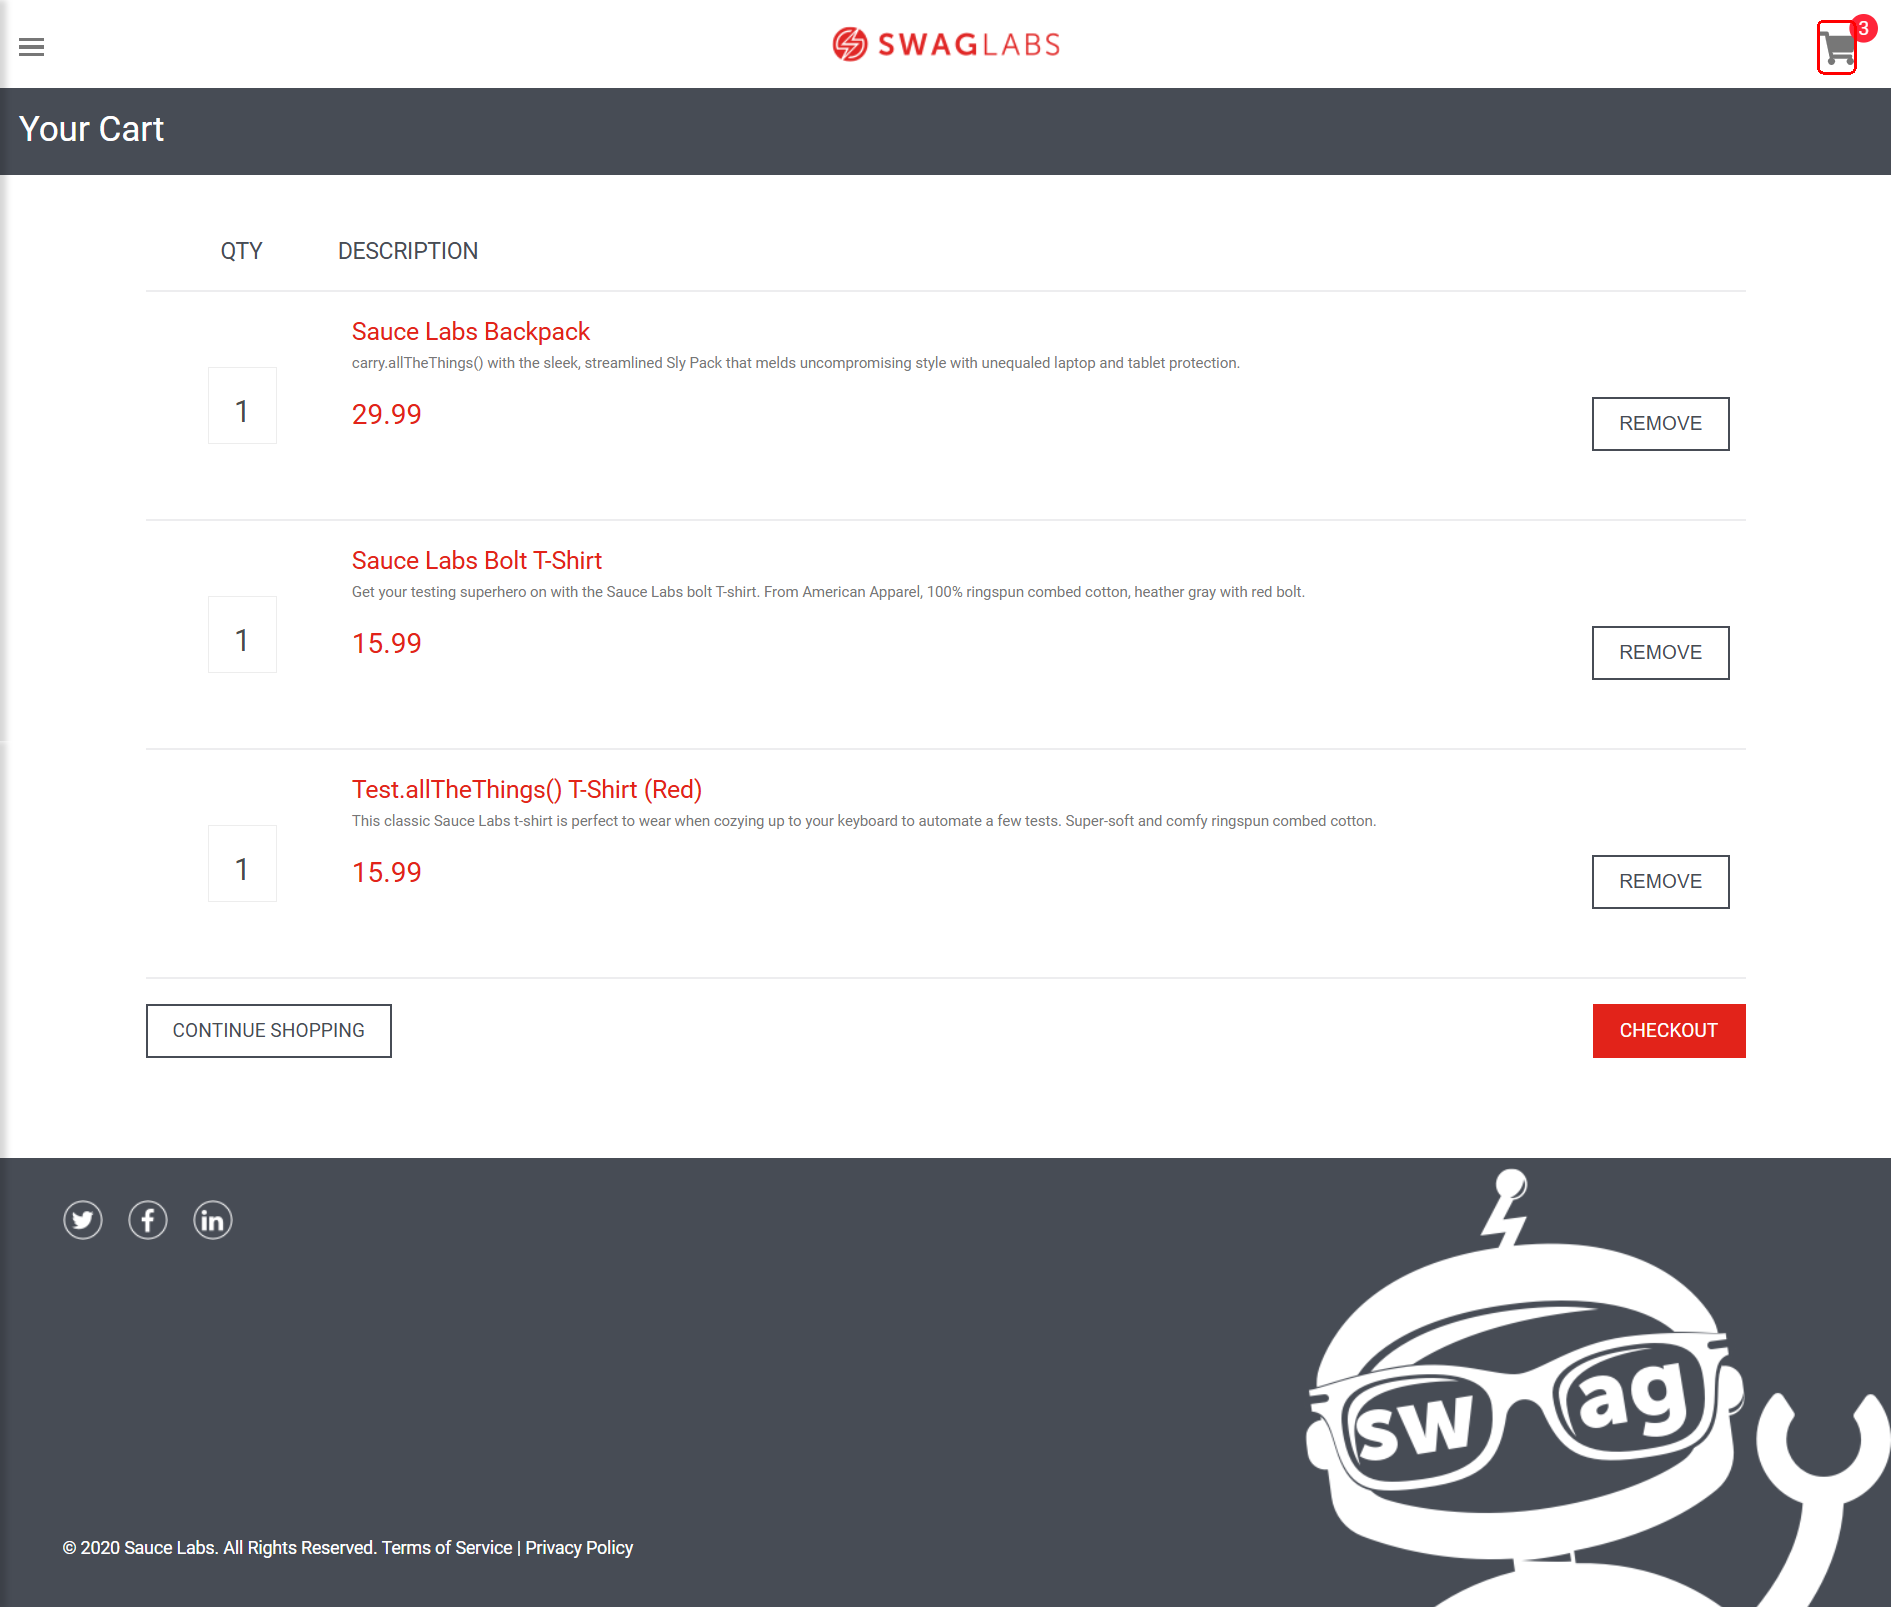 SWAGLABS
3
Your Cart
QTY DESCRIPTION
Sauce Labs Backpack
carry.allTheThings() with the sleek, streamlined Sly Pack that melds uncompromising style with unequaled laptop and tablet protection.
1
29.99
REMOVE
Sauce Labs Bolt T-Shirt
Get your testing superhero on with the Sauce Labs bolt T-shirt. From American Apparel, 100% ringspun combed cotton, heather gray with red bolt.
1
15.99
REMOVE
Test.allTheThings() T-Shirt (Red)
This classic Sauce Labs t-shirt is perfect to wear when cozying up to your keyboard to automate a few tests. Super-soft and comfy ringspun combed cotton.
1
15.99
REMOVE
CONTINUE SHOPPING
CHECKOUT
f
in
sw ag
© 2020 Sauce Labs. All Rights Reserved. Terms of Service | Privacy Policy